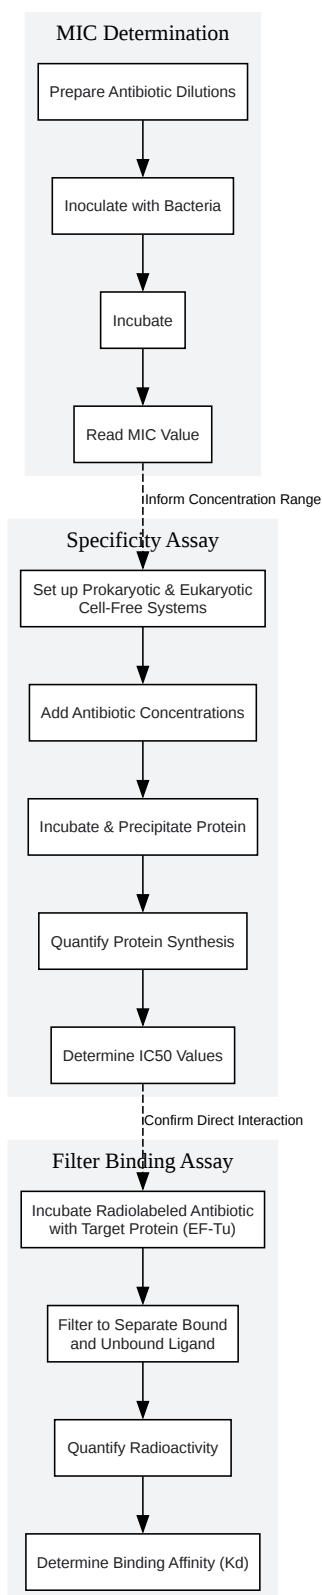 MIC Determination
Prepare Antibiotic Dilutions
Inoculate with Bacteria
Incubate
Read MIC Value
Inform Concentration Range
Specificity Assay
Set up Prokaryotic & Eukaryotic
Cell-Free Systems
Add Antibiotic Concentrations
Incubate & Precipitate Protein
Quantify Protein Synthesis
Determine IC50 Values
Confirm Direct Interaction
Filter Binding Assay
Incubate Radiolabeled Antibiotic
with Target Protein (EF-Tu)
Filter to Separate Bound
and Unbound Ligand
Quantify Radioactivity
Determine Binding Affinity (Kd)